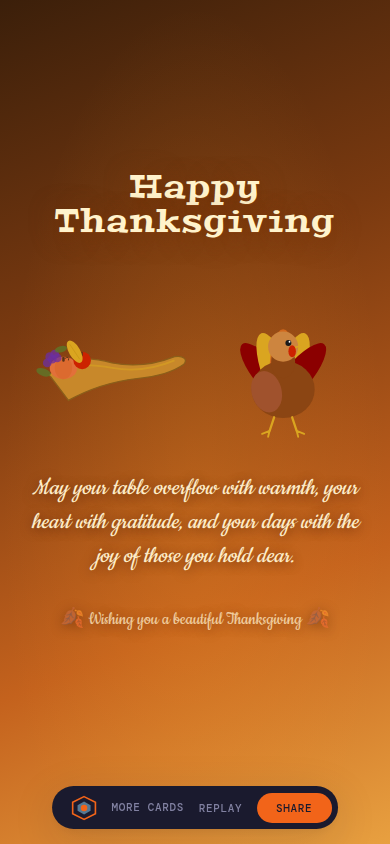 Happy
Thanksgiving
May your table overflow with warmth, your
heart with gratitude, and your days with the
joy of those you hold dear.
🍂 Wishing you a beautiful Thanksgiving 🍂
MORE CARDS REPLAY SHARE